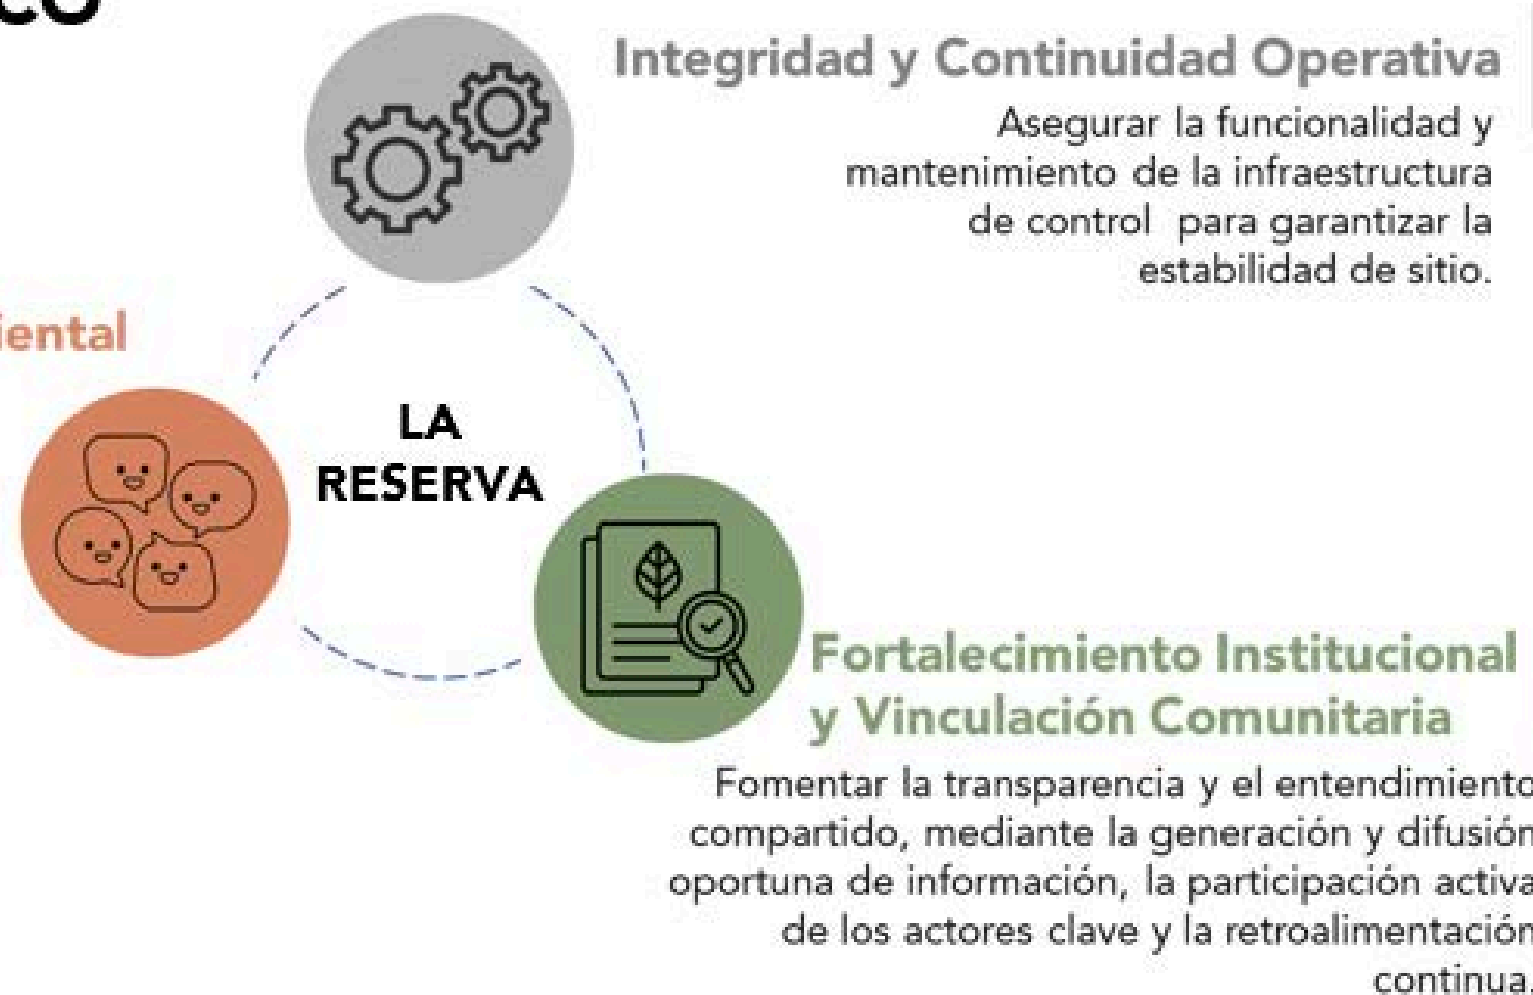 co
Integridad y Continuidad Operativa
Asegurar la funcionalidad y
mantenimiento de la infraestructura
de control para garantizar la
estabilidad de sitio.
iental
LA
RESERVA
Fortalecimiento Institucional
y Vinculación Comunitaria
Fomentar la transparencia y el entendimiento
compartido, mediante la generación y difusión
oportuna de información, la participación activa
de los actores clave y la retroalimentación
continua.